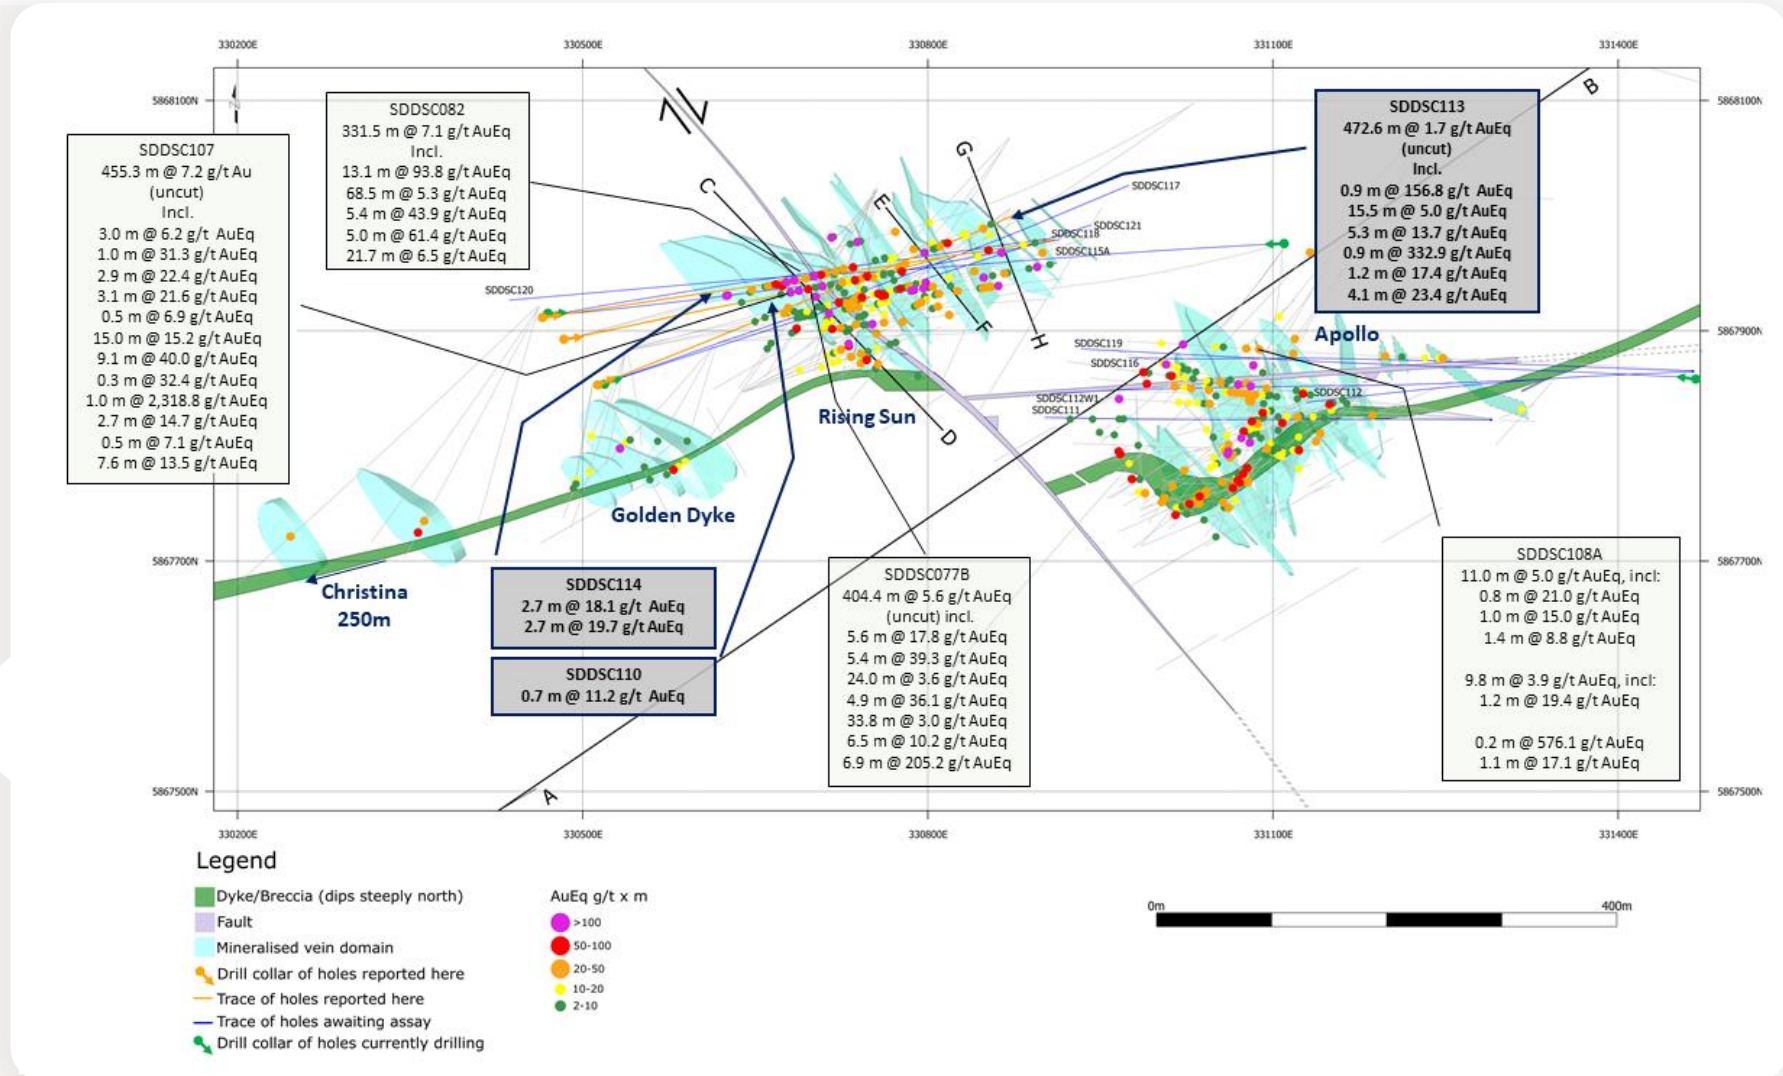 330200E
330500E
330800E
331100E
331400E
5868100N
5868100N
SDDSC107
455.3 m @ 7.2 g/t Au
(uncut)
Incl.
3.0 m @ 6.2 g/t AuEq
1.0 m @ 31.3 g/t AuEq
2.9 m @ 22.4 g/t AuEq
3.1 m @ 21.6 g/t AuEq
0.5 m @ 6.9 g/t AuEq
15.0 m @ 15.2 g/t AuEq
9.1 m @ 40.0 g/t AuEq
0.3 m @ 32.4 g/t AuEq
1.0 m @ 2,318.8 g/t AuEq
2.7 m @ 14.7 g/t AuEq
0.5 m @ 7.1 g/t AuEq
7.6 m @ 13.5 g/t AuEq
SDDSC082
331.5 m @ 7.1 g/t AuEq
Incl.
13.1 m @ 93.8 g/t AuEq
68.5 m @ 5.3 g/t AuEq
5.4 m @ 43.9 g/t AuEq
5.0 m @ 61.4 g/t AuEq
21.7 m @ 6.5 g/t AuEq
SDDSC113
472.6 m @ 1.7 g/t AuEq
(uncut)
Incl.
0.9 m @ 156.8 g/t AuEq
15.5 m @ 5.0 g/t AuEq
5.3 m @ 13.7 g/t AuEq
0.9 m @ 332.9 g/t AuEq
1.2 m @ 17.4 g/t AuEq
4.1 m @ 23.4 g/t AuEq
B
G
C
E
SDDSC117
SDDSC121
SDDSC118
SDDSC115A
SDDSC120
F
H
5867900N
Apollo
SDDSC119
SDDSC116
SDDSC112
SDDSC112W1
SDDSC111
Rising Sun
D
Golden Dyke
5867700N
5867700N
Christina
250m
SDDSC114
2.7 m @ 18.1 g/t AuEq
2.7 m @ 19.7 g/t AuEq
SDDSC110
0.7 m @ 11.2 g/t AuEq
SDDSC077B
404.4 m @ 5.6 g/t AuEq
(uncut) incl.
5.6 m @ 17.8 g/t AuEq
5.4 m @ 39.3 g/t AuEq
24.0 m @ 3.6 g/t AuEq
4.9 m @ 36.1 g/t AuEq
33.8 m @ 3.0 g/t AuEq
6.5 m @ 10.2 g/t AuEq
6.9 m @ 205.2 g/t AuEq
SDDSC108A
11.0 m @ 5.0 g/t AuEq, incl:
0.8 m @ 21.0 g/t AuEq
1.0 m @ 15.0 g/t AuEq
1.4 m @ 8.8 g/t AuEq
9.8 m @ 3.9 g/t AuEq, incl:
1.2 m @ 19.4 g/t AuEq
0.2 m @ 576.1 g/t AuEq
1.1 m @ 17.1 g/t AuEq
5867500N
5867500N
A
330200E
330500E
330800E
331100E
331400E
Legend
Dyke/Breccia (dips steeply north)
Fault
Mineralised vein domain
Drill collar of holes reported here
Trace of holes reported here
Trace of holes awaiting assay
Drill collar of holes currently drilling
AuEq g/t x m
>100
50-100
20-50
10-20
2-10
0m
400m